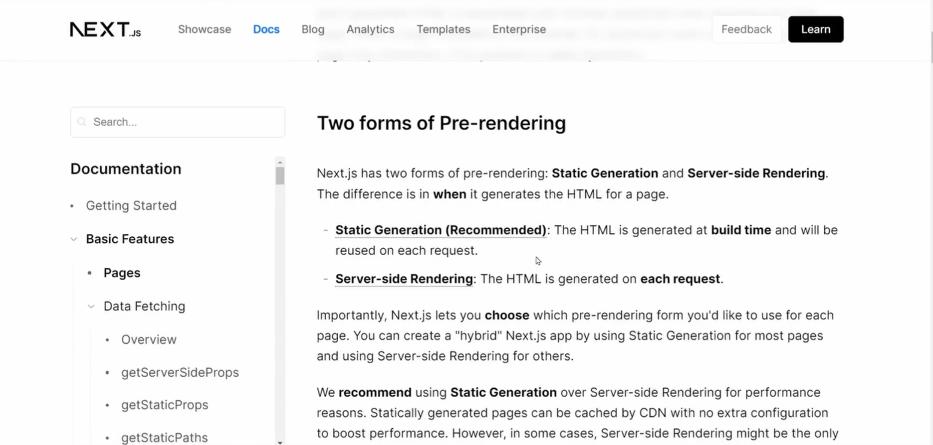 NEXT.JS Showcase Docs Blog Analytics Templates Enterprise Feedback Learn
Search...
Documentation
Getting Started
Basic Features
Pages
Data Fetching
Overview
getServerSideProps
getStaticProps
getStaticPaths
Two forms of Pre-rendering
Next.js has two forms of pre-rendering: Static Generation and Server-side Rendering.
The difference is in when it generates the HTML for a page.
- Static Generation (Recommended): The HTML is generated at build time and will be
reused on each request.
- Server-side Rendering: The HTML is generated on each request.
Importantly, Next.js lets you choose which pre-rendering form you'd like to use for each
page. You can create a "hybrid" Next.js app by using Static Generation for most pages
and using Server-side Rendering for others.
We recommend using Static Generation over Server-side Rendering for performance
reasons. Statically generated pages can be cached by CDN with no extra configuration
to boost performance. However, in some cases, Server-side Rendering might be the only